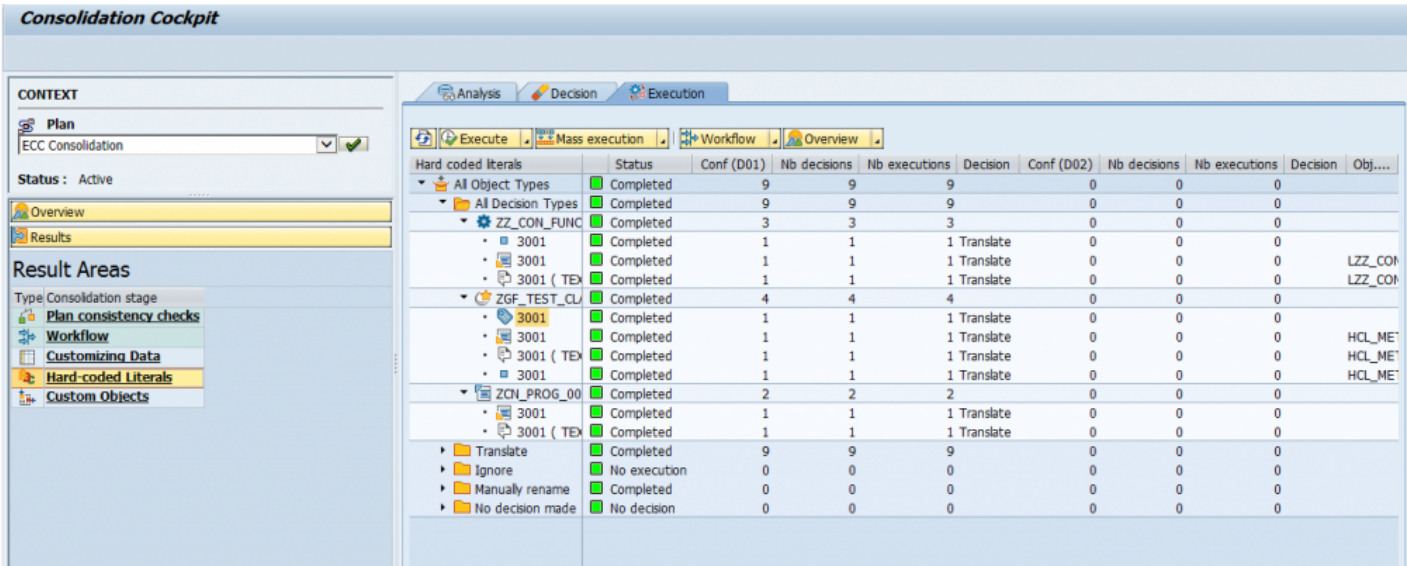 Consolidation Cockpit
CONTEXT
Plan
ECC Consolidation
Status : Active
Overview
Results
Result Areas
Type Consolidation stage
Plan consistency checks
Workflow
Customizing Data
Hard-coded Literals
Custom Objects
Analysis Decision Execution
Execute Mass execution Workflow Overview
Hard coded literals Status Conf (D01) Nb decisions Nb executions Decision Conf (D02) Nb decisions Nb executions Decision Obj....
All Object Types Completed 9 9 9 0 0 0
All Decision Types Completed 9 9 9 0 0 0
ZZ_CON_FUNC Completed 3 3 3 0 0 0
3001 Completed 1 1 1 Translate 0 0 0
3001 Completed 1 1 1 Translate 0 0 0 LZZ_CON
3001 ( TEX Completed 1 1 1 Translate 0 0 0 LZZ_CON
ZGF_TEST_CLA Completed 4 4 4 0 0 0
3001 Completed 1 1 1 Translate 0 0 0
3001 Completed 1 1 1 Translate 0 0 0 HCL_MET
3001 ( TEX Completed 1 1 1 Translate 0 0 0 HCL_MET
3001 Completed 1 1 1 Translate 0 0 0 HCL_MET
ZCN_PROG_00 Completed 2 2 2 0 0 0
3001 Completed 1 1 1 Translate 0 0 0
3001 ( TEX Completed 1 1 1 Translate 0 0 0
Translate Completed 9 9 9 0 0 0
Ignore No execution 0 0 0 0 0 0
Manually rename Completed 0 0 0 0 0 0
No decision made No decision 0 0 0 0 0 0